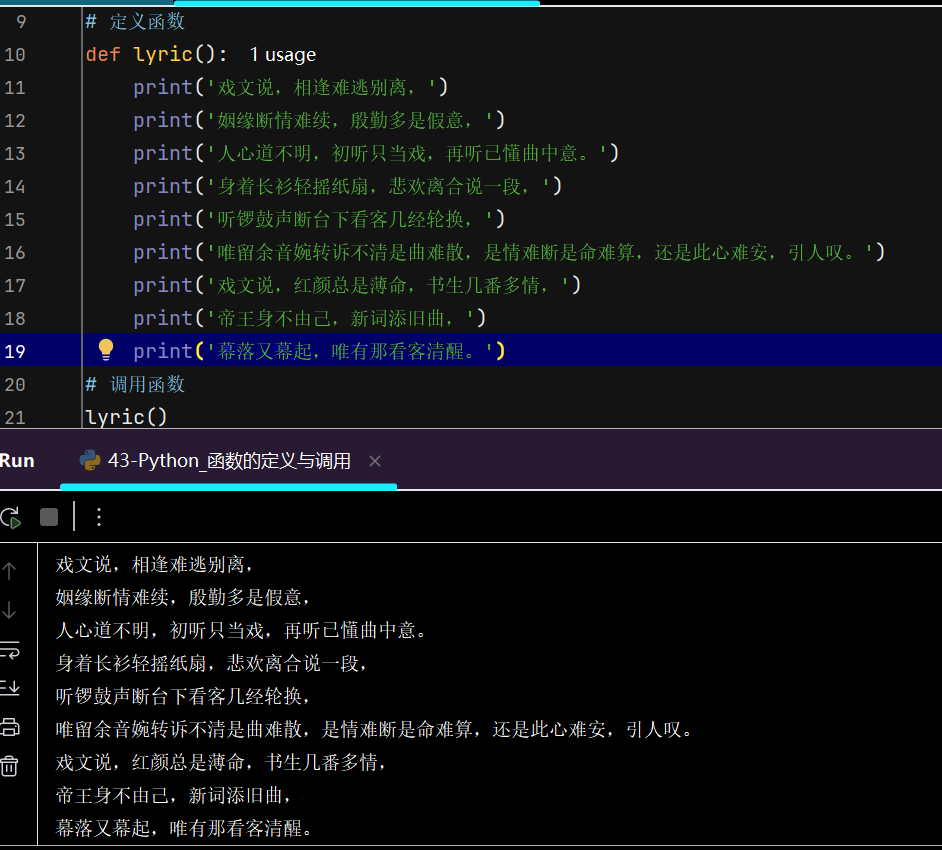 9 # 定义函数
10 def lyric(): 1 usage
11 print('戏文说，相逢难逃别离，')
12 print('姻缘断情难续，殷勤多是假意，')
13 print('人心道不明，初听只当戏，再听已懂曲中意。')
14 print('身着长衫轻摇纸扇，悲欢离合说一段，')
15 print('听锣鼓声断台下看客几经轮换，')
16 print('唯留余音婉转诉不清是曲难散，是情难断是命难算，还是此心难安，引人叹。')
17 print('戏文说，红颜总是薄命，书生几番多情，')
18 print('帝王身不由己，新词添旧曲，')
19 print('幕落又幕起，唯有那看客清醒。')
20 # 调用函数
21 lyric()
Run 43-Python_函数的定义与调用
戏文说，相逢难逃别离，
姻缘断情难续，殷勤多是假意，
人心道不明，初听只当戏，再听已懂曲中意。
身着长衫轻摇纸扇，悲欢离合说一段，
听锣鼓声断台下看客几经轮换，
唯留余音婉转诉不清是曲难散，是情难断是命难算，还是此心难安，引人叹。
戏文说，红颜总是薄命，书生几番多情，
帝王身不由己，新词添旧曲，
幕落又幕起，唯有那看客清醒。